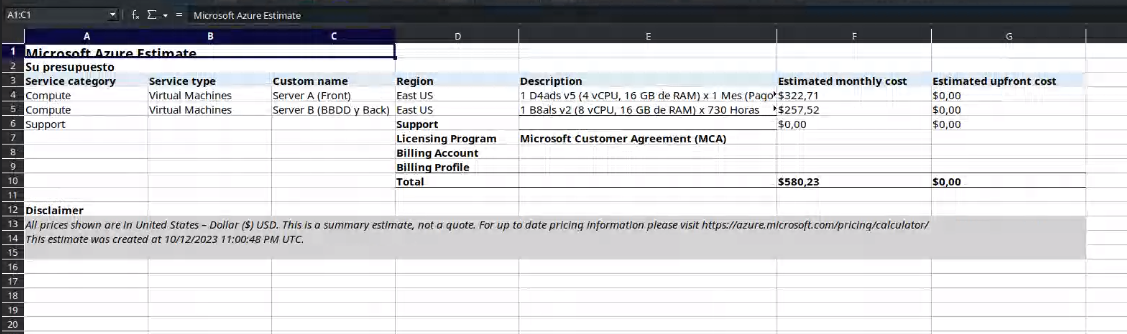 A1:C1 fx Σ = Microsoft Azure Estimate
A B C D E F G
1 Microsoft Azure Estimate
2 Su presupuesto
3 Service category Service type Custom name Region Description Estimated monthly cost Estimated upfront cost
4 Compute Virtual Machines Server A (Front) East US 1 D4ads v5 (4 vCPU, 16 GB de RAM) x 1 Mes (Pago $322,71 $0,00
5 Compute Virtual Machines Server B (BBDD y Back) East US 1 B8als v2 (8 vCPU, 16 GB de RAM) x 730 Horas $257,52 $0,00
6 Support Support $0,00 $0,00
7 Licensing Program Microsoft Customer Agreement (MCA)
8 Billing Account
9 Billing Profile
10 Total $580,23 $0,00
11
12 Disclaimer
13 All prices shown are in United States – Dollar ($) USD. This is a summary estimate, not a quote. For up to date pricing information please visit https://azure.microsoft.com/pricing/calculator/
14 This estimate was created at 10/12/2023 11:00:48 PM UTC.
15
16
17
18
19
20